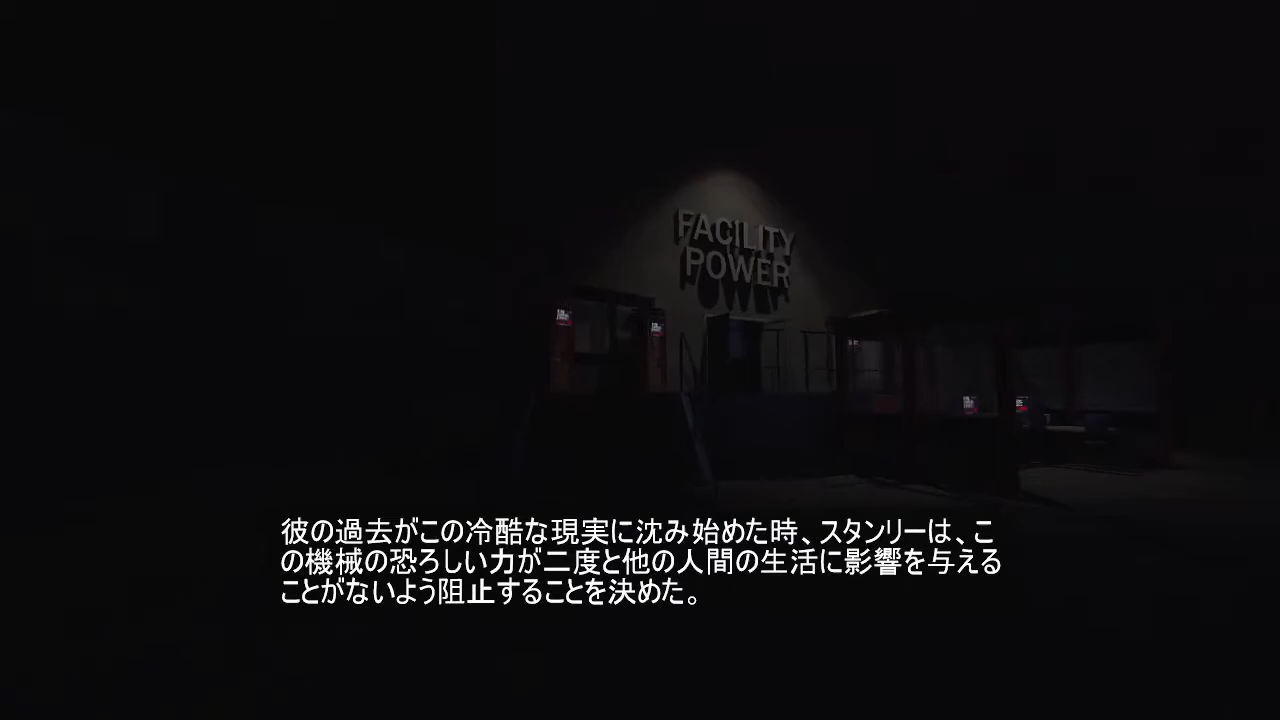 FACILITY
POWER
彼の過去がこの冷酷な現実に沈み始めた時、スタンリーは、こ
の機械の恐ろしい力が二度と他の人間の生活に影響を与える
ことがないよう阻止することを決めた。